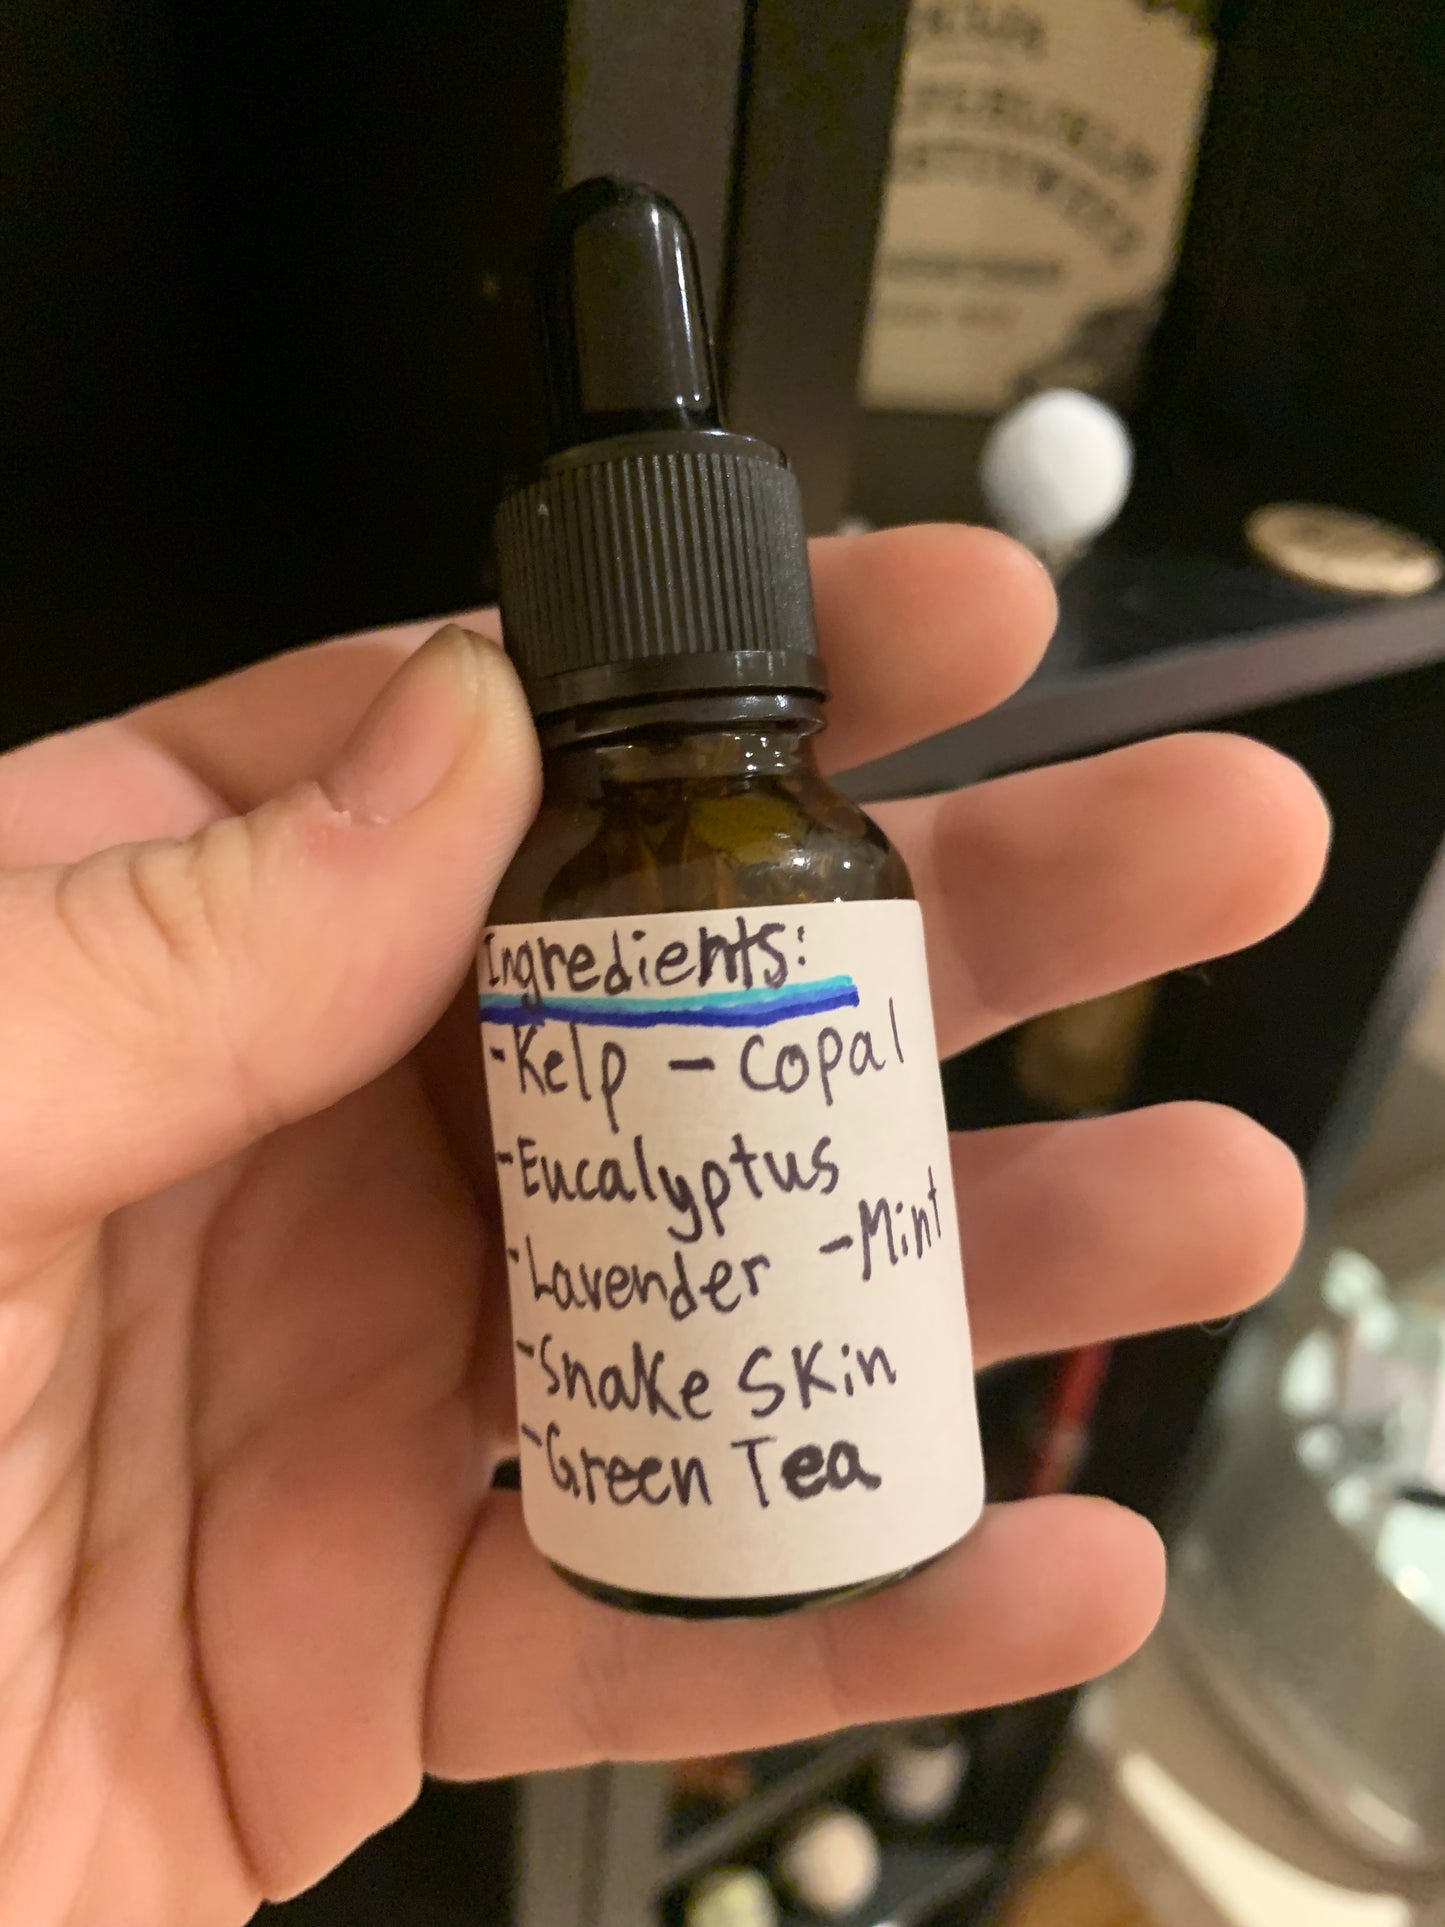 Ingredients:
-Kelp - Copal
-Eucalyptus
-Lavender -Mint
-Snake Skin
-Green Tea